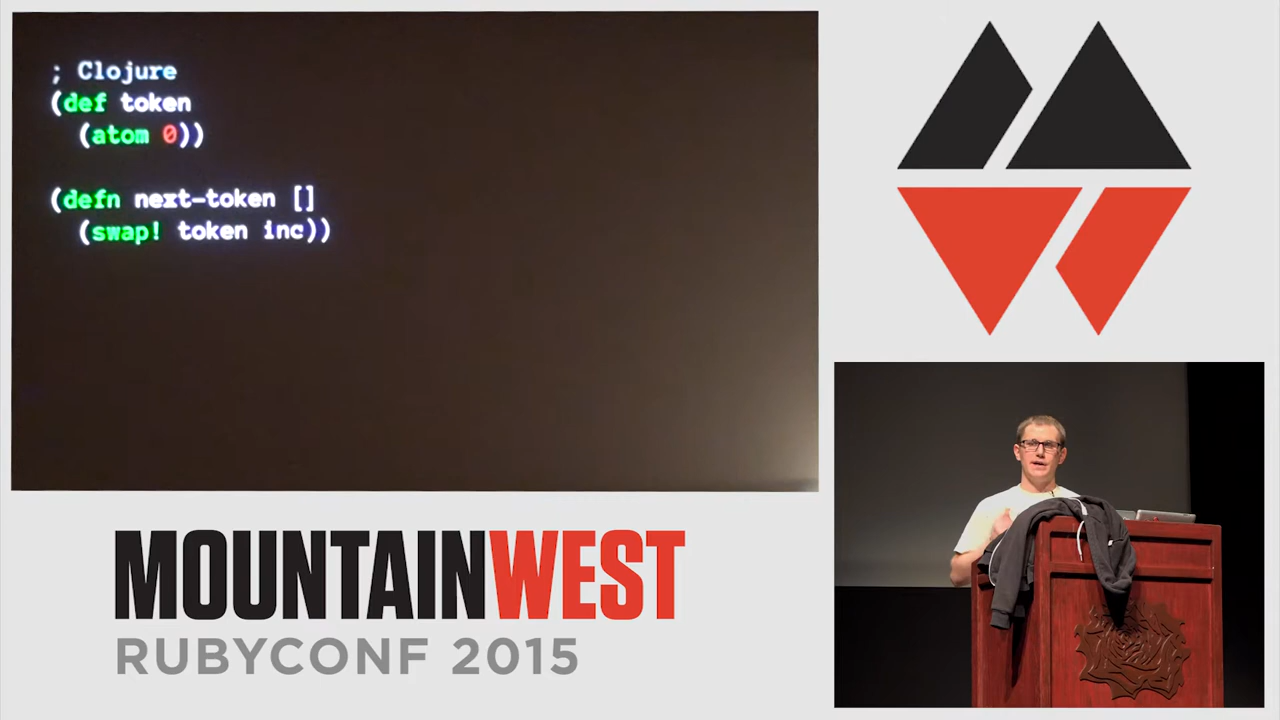 ; Clojure
(def token
  (atom 0))
(defn next-token []
  (swap! token inc))
MOUNTAINWEST
RUBYCONF 2015